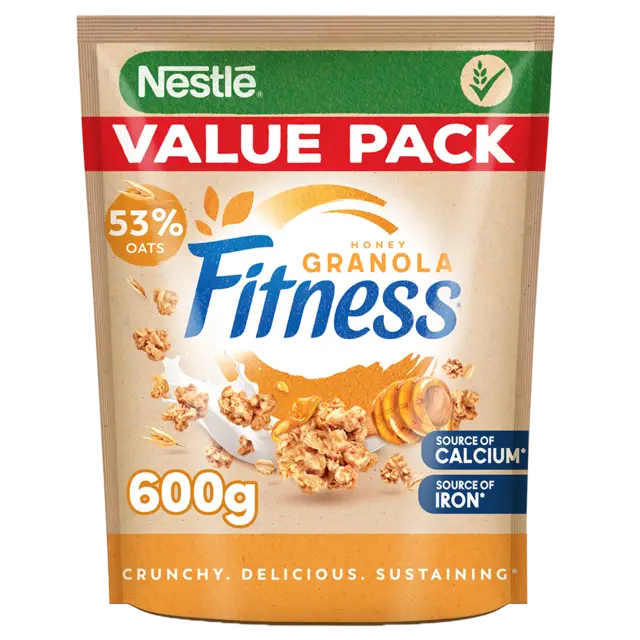 Nestlé®
VALUE PACK
53%
OATS
HONEY
GRANOLA
Fitness®
SOURCE OF
CALCIUM*
SOURCE OF
IRON*
600g
CRUNCHY. DELICIOUS. SUSTAINING*